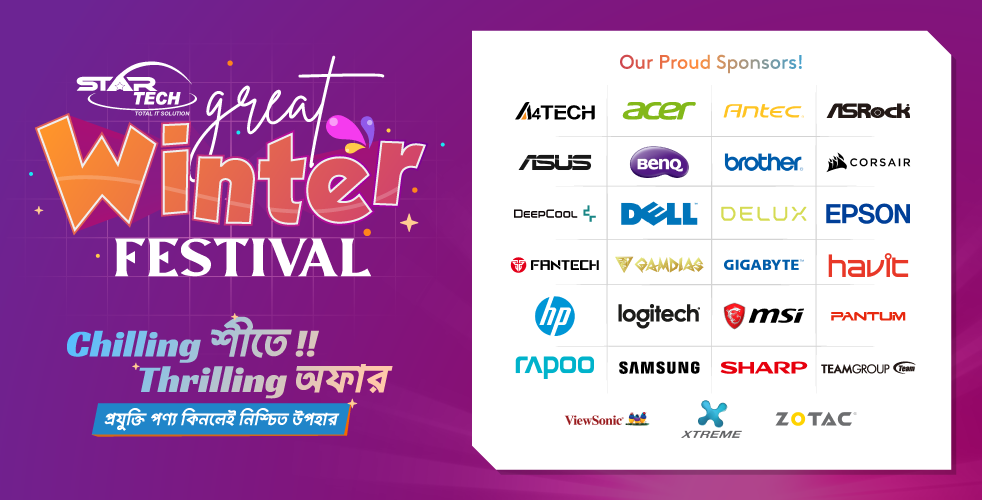 STAR
TECH
TOTAL IT SOLUTION
great
Winter
FESTIVAL
Chilling শীতে !!
Thrilling অফার
প্রযুক্তি পণ্য কিনলেই নিশ্চিত উপহার
Our Proud Sponsors!
A4TECH acer Antec ASRock
ASUS BenQ brother CORSAIR
DEEPCOOL DELL DELUX EPSON
FANTECH GAMDIAS GIGABYTE havit
hp logitech msi PANTUM
rapoo SAMSUNG SHARP TEAMGROUP Team
ViewSonic XTREME ZOTAC